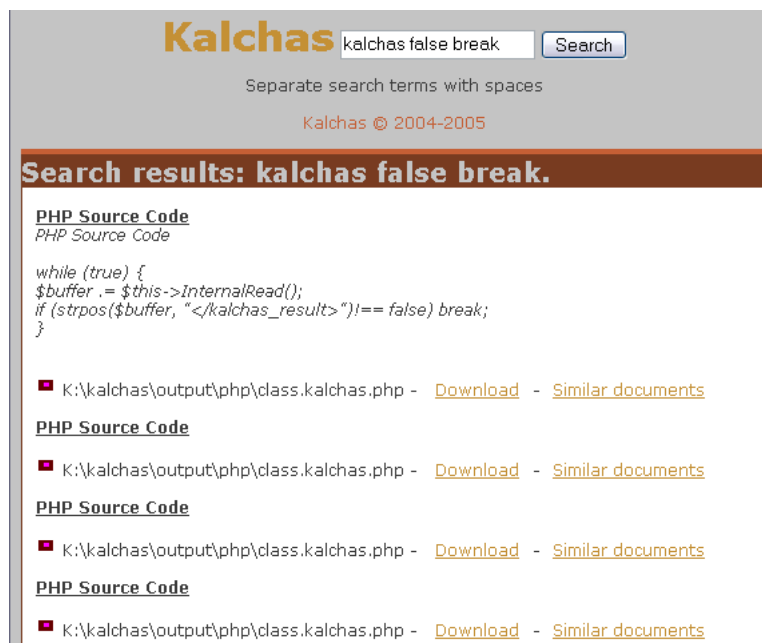 Kalchas kalchas false break Search
Separate search terms with spaces
Kalchas © 2004-2005
Search results: kalchas false break.
PHP Source Code
PHP Source Code
while (true) {
$buffer .= $this->InternalRead();
if (strpos($buffer, "</kalchas_result>")!== false) break;
}
K:\kalchas\output\php\class.kalchas.php - Download - Similar documents
PHP Source Code
K:\kalchas\output\php\class.kalchas.php - Download - Similar documents
PHP Source Code
K:\kalchas\output\php\class.kalchas.php - Download - Similar documents
PHP Source Code
K:\kalchas\output\php\class.kalchas.php - Download - Similar documents